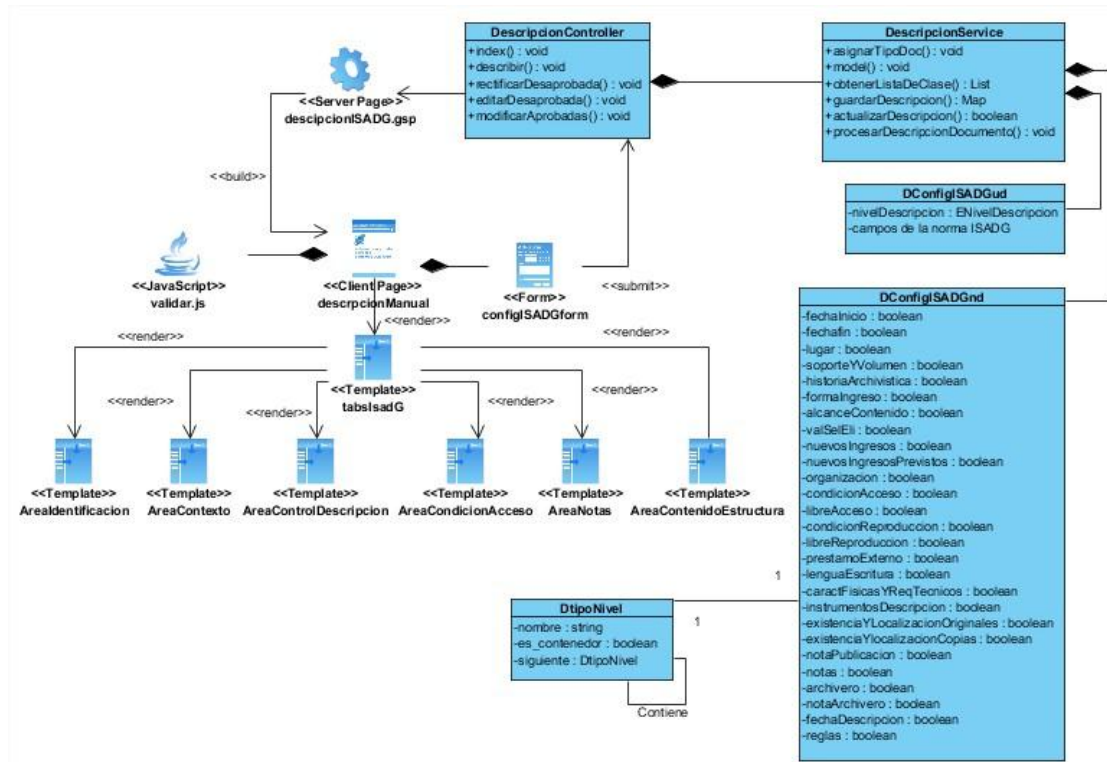 DescripcionController
+index() : void
+describir() : void
+rectificarDesaprobada() : void
+editarDesaprobada() : void
+modificarAprobadas() : void
DescripcionService
+asignarTipoDoc() : void
+model() : void
+obtenerListaDeClase() : List
+guardarDescripcion() : Map
+actualizarDescripcion() : boolean
+procesarDescripcionDocumento() : void
<<Server Page>>
descipcionISADG.gsp
<<build>>
DConfigISADGud
-nivelDescripcion : ENivelDescripcion
-campos de la norma ISADG
<<JavaScript>>
validar.js
<<Client Page>>
descrpcionManual
<<Form>>
configISADGform
<<submit>>
<<render>>
<<render>>
<<render>>
<<Template>>
tabsIsadG
<<render>>
<<render>>
<<render>>
<<render>>
<<Template>>
AreaIdentificacion
<<Template>>
AreaContexto
<<Template>>
AreaControlDescripcion
<<Template>>
AreaCondicionAcceso
<<Template>>
AreaNotas
<<Template>>
AreaContenidoEstructura
DConfigISADGnd
-fechaInicio : boolean
-fechafin : boolean
-lugar : boolean
-soporteYVolumen : boolean
-historiaArchivistica : boolean
-formaIngreso : boolean
-alcanceContenido : boolean
-valSelEli : boolean
-nuevosIngresos : boolean
-nuevosIngresosPrevistos : boolean
-organizacion : boolean
-condicionAcceso : boolean
-libreAcceso : boolean
-condicionReproduccion : boolean
-libreReproduccion : boolean
-prestamoExterno : boolean
-lenguaEscritura : boolean
-caractFisicasYReqTecnicos : boolean
-instrumentosDescripcion : boolean
-existenciaYLocalizacionOriginales : boolean
-existenciaYlocalizacionCopias : boolean
-notaPublicacion : boolean
-notas : boolean
-archivero : boolean
-notaArchivero : boolean
-fechaDescripcion : boolean
-reglas : boolean
1
1
DtipoNivel
-nombre : string
-es_contenedor : boolean
-siguiente : DtipoNivel
Contiene